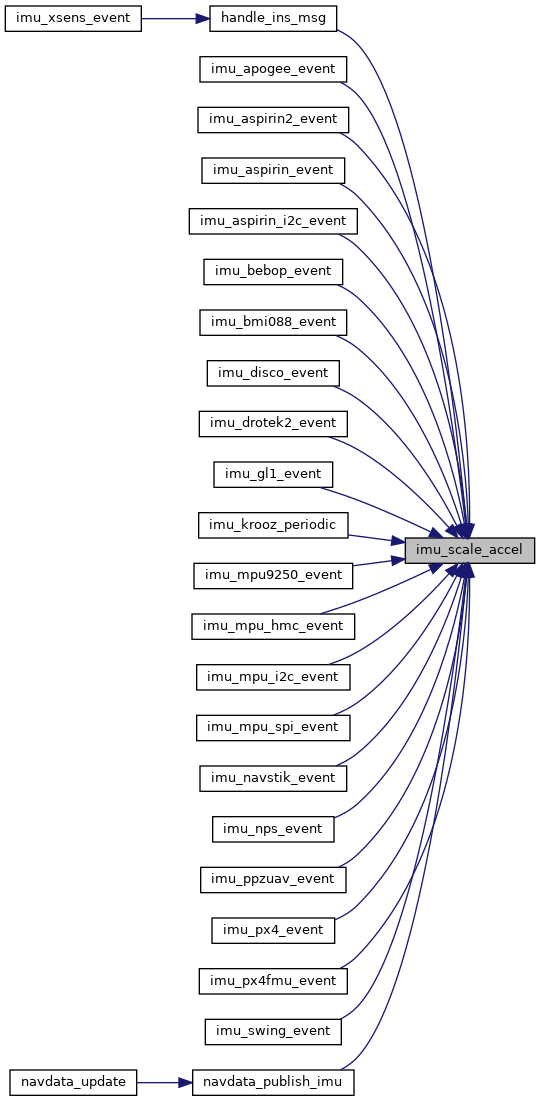 imu_xsens_event
handle_ins_msg
imu_apogee_event
imu_aspirin2_event
imu_aspirin_event
imu_aspirin_i2c_event
imu_bebop_event
imu_bmi088_event
imu_disco_event
imu_drotek2_event
imu_gl1_event
imu_krooz_periodic
imu_scale_accel
imu_mpu9250_event
imu_mpu_hmc_event
imu_mpu_i2c_event
imu_mpu_spi_event
imu_navstik_event
imu_nps_event
imu_ppzuav_event
imu_px4_event
imu_px4fmu_event
imu_swing_event
navdata_update
navdata_publish_imu